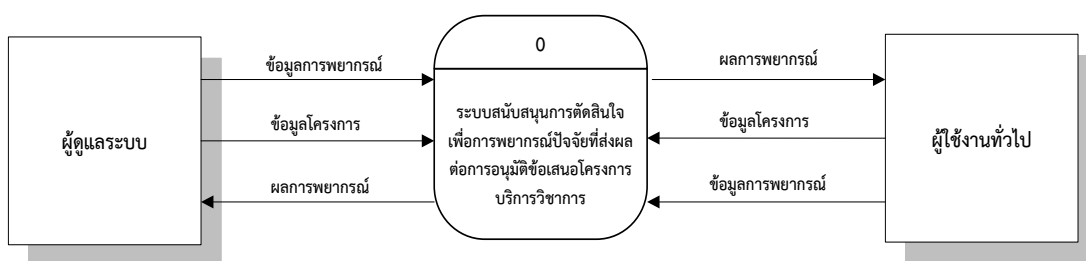 ผู้ดูแลระบบ
ข้อมูลการพยากรณ์
ข้อมูลโครงการ
ผลการพยากรณ์
0
ระบบสนับสนุนการตัดสินใจ
เพื่อการพยากรณ์ปัจจัยที่ส่งผล
ต่อการอนุมัติข้อเสนอโครงการ
บริการวิชาการ
ผลการพยากรณ์
ข้อมูลโครงการ
ข้อมูลการพยากรณ์
ผู้ใช้งานทั่วไป